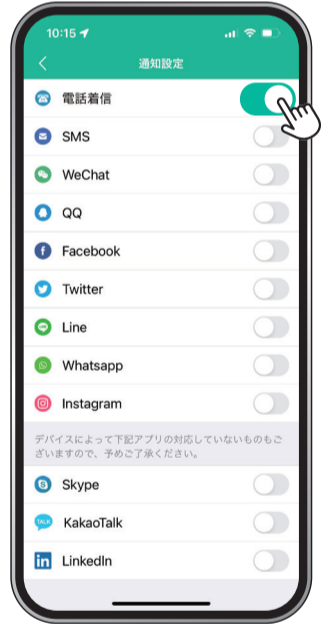 10:15
通知設定
電話着信
SMS
WeChat
QQ
Facebook
Twitter
Line
Whatsapp
Instagram
デバイスによって下記アプリの対応していないものもご
ざいますので、予めご了承ください。
Skype
TALK KakaoTalk
in LinkedIn